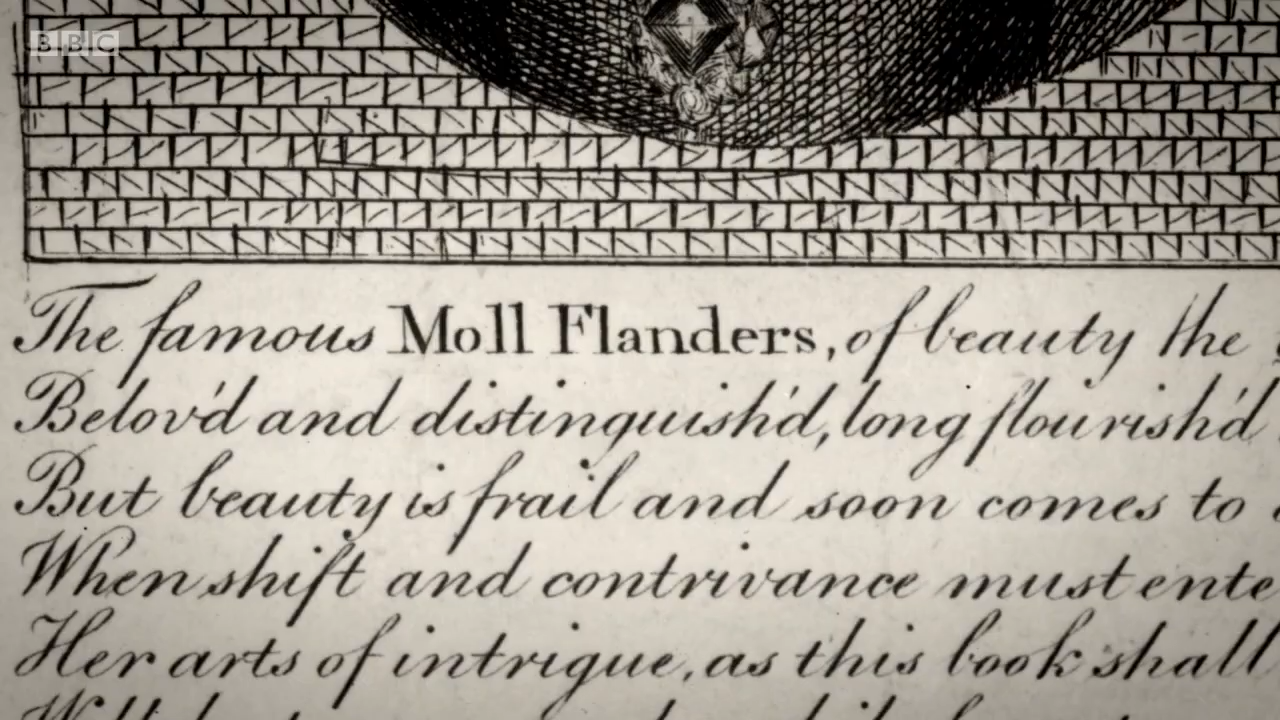 BBC
The famous Moll Flanders, of beauty the
Belov'd and distinguish'd, long flourish'd
But beauty is frail and soon comes to
When shift and contrivance must ente
Her arts of intrigue, as this book shall